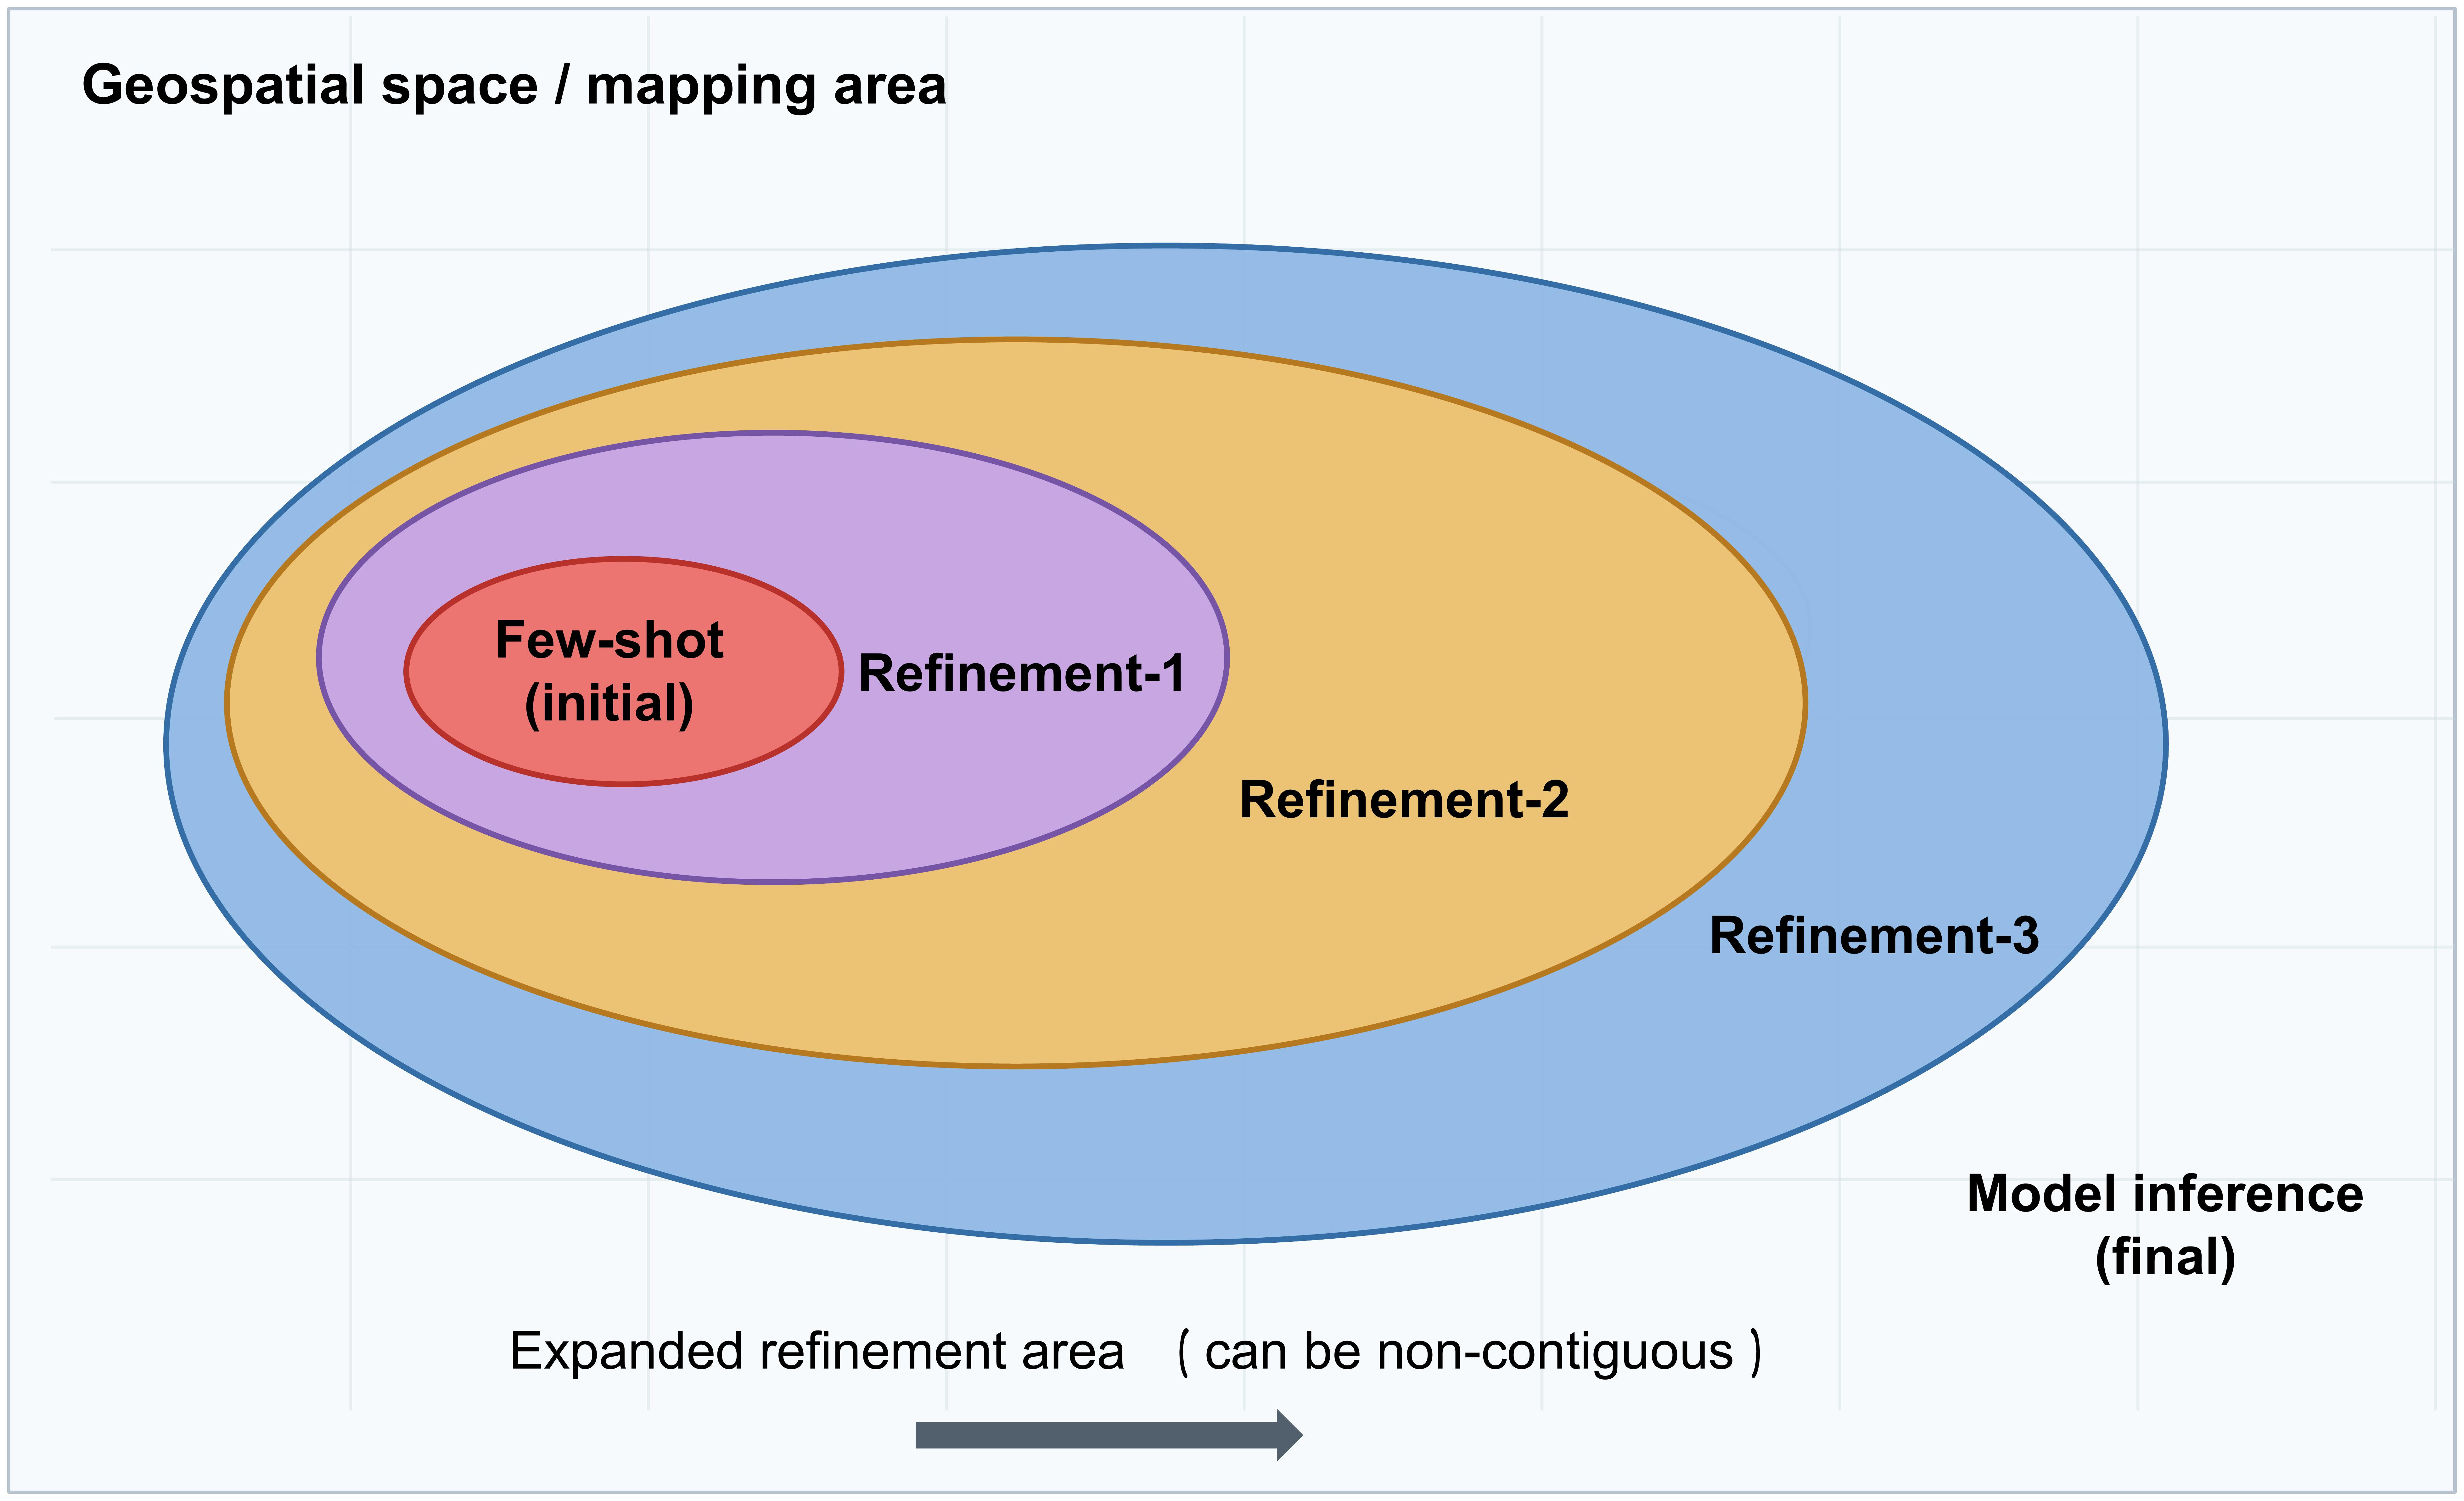 Geospatial space / mapping area
Few-shot
(initial)
Refinement-1
Refinement-2
Refinement-3
Model inference
(final)
Expanded refinement area ( can be non-contiguous )